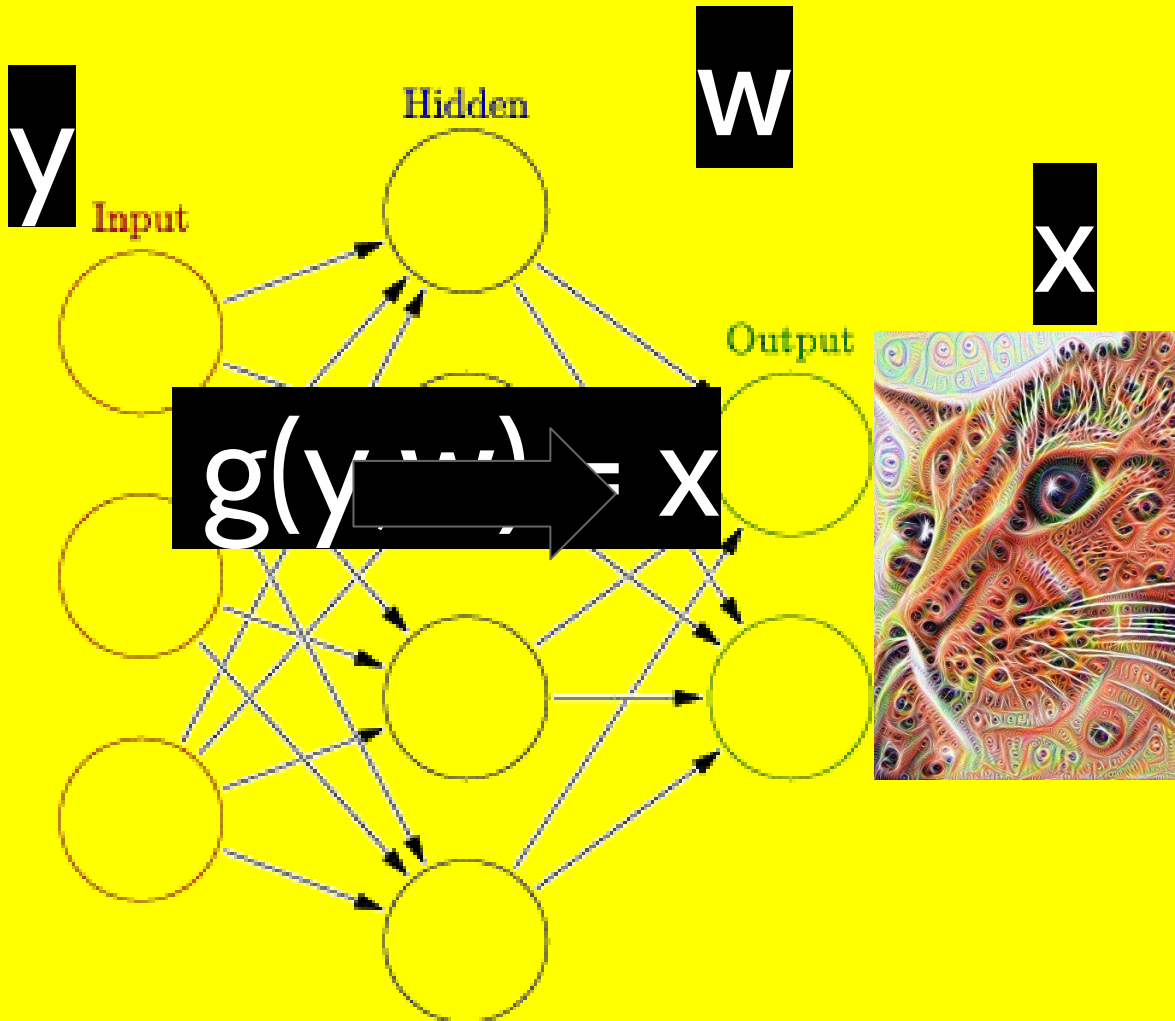 w
y
Hidden
x
Input
Output
g(y,w) = x